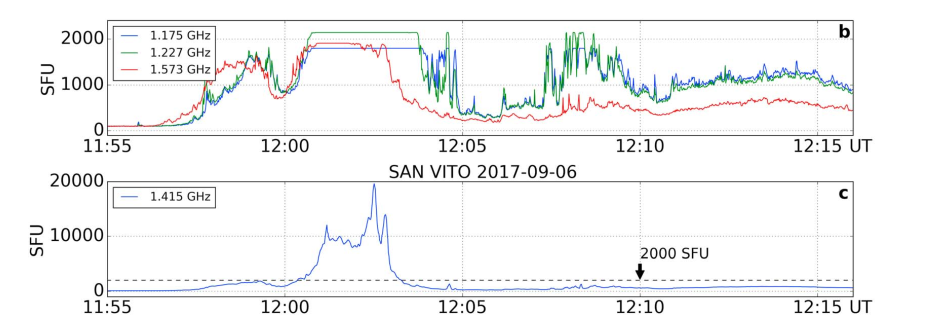 b
2000
1.175 GHz
1.227 GHz
1.573 GHz
1000
0
SFU
11:55 12:00 12:05 12:10 12:15 UT
SAN VITO 2017-09-06
c
20000
1.415 GHz
10000
2000 SFU
0
SFU
11:55 12:00 12:05 12:10 12:15 UT